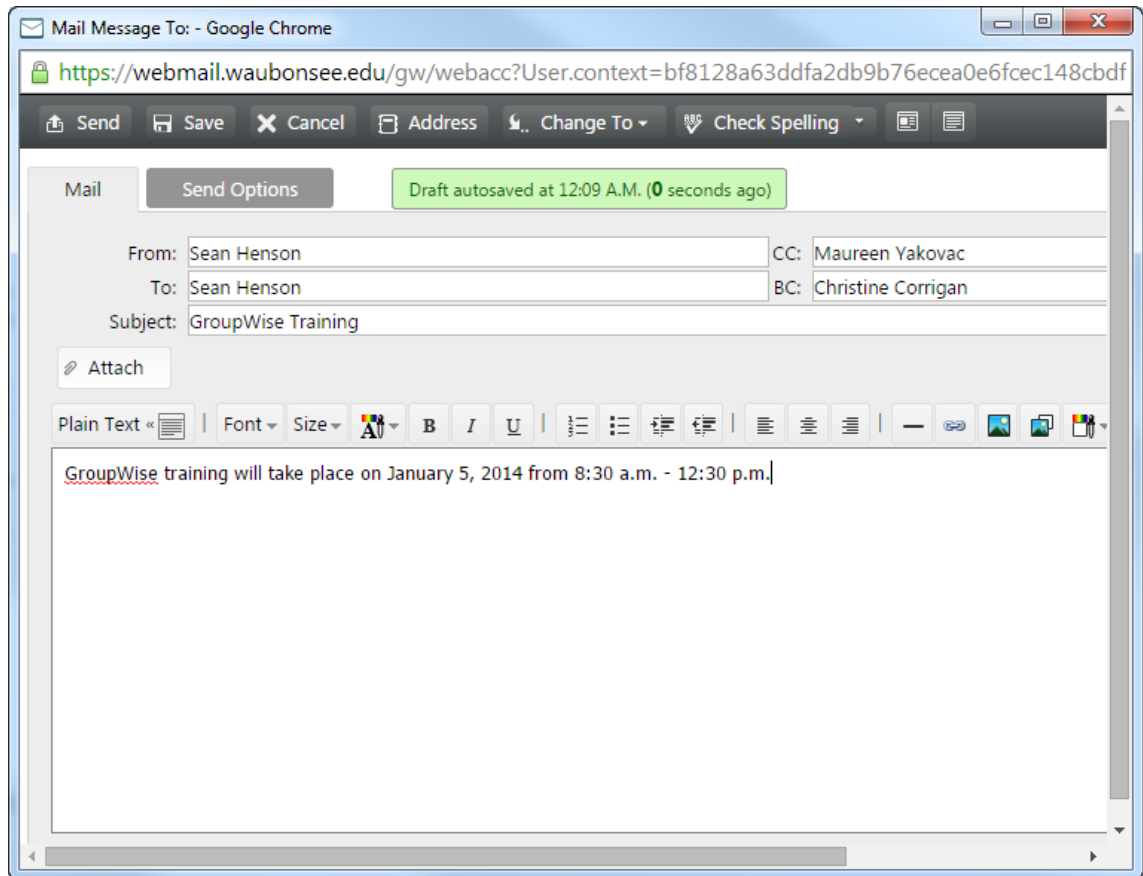 Mail Message To: - Google Chrome
https://webmail.waubonsee.edu/gw/webacc?User.context=bf8128a63ddfa2db9b76ecea0e6fcec148cbdf
Send Save Cancel Address Change To Check Spelling
Mail Send Options Draft autosaved at 12:09 A.M. (0 seconds ago)
From: Sean Henson CC: Maureen Yakovac
To: Sean Henson BC: Christine Corrigan
Subject: GroupWise Training
Attach
Plain Text « | Font Size A B I U
GroupWise training will take place on January 5, 2014 from 8:30 a.m. - 12:30 p.m.